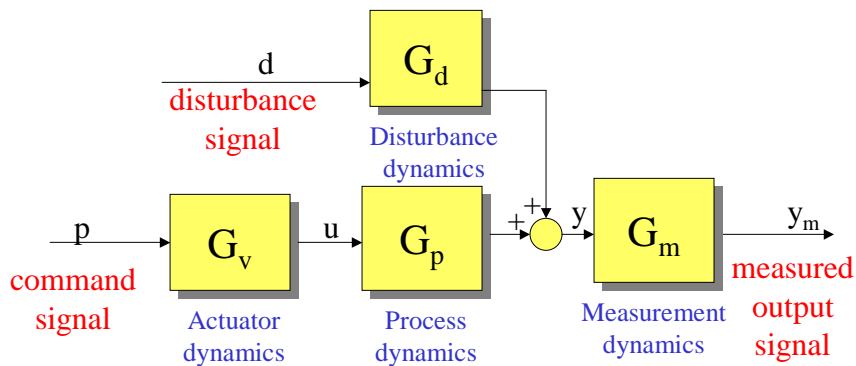 d
disturbance
signal
G_d
Disturbance
dynamics
p
command
signal
G_v
Actuator
dynamics
u
G_p
Process
dynamics
+
+
y
G_m
Measurement
dynamics
y_m
measured
output
signal